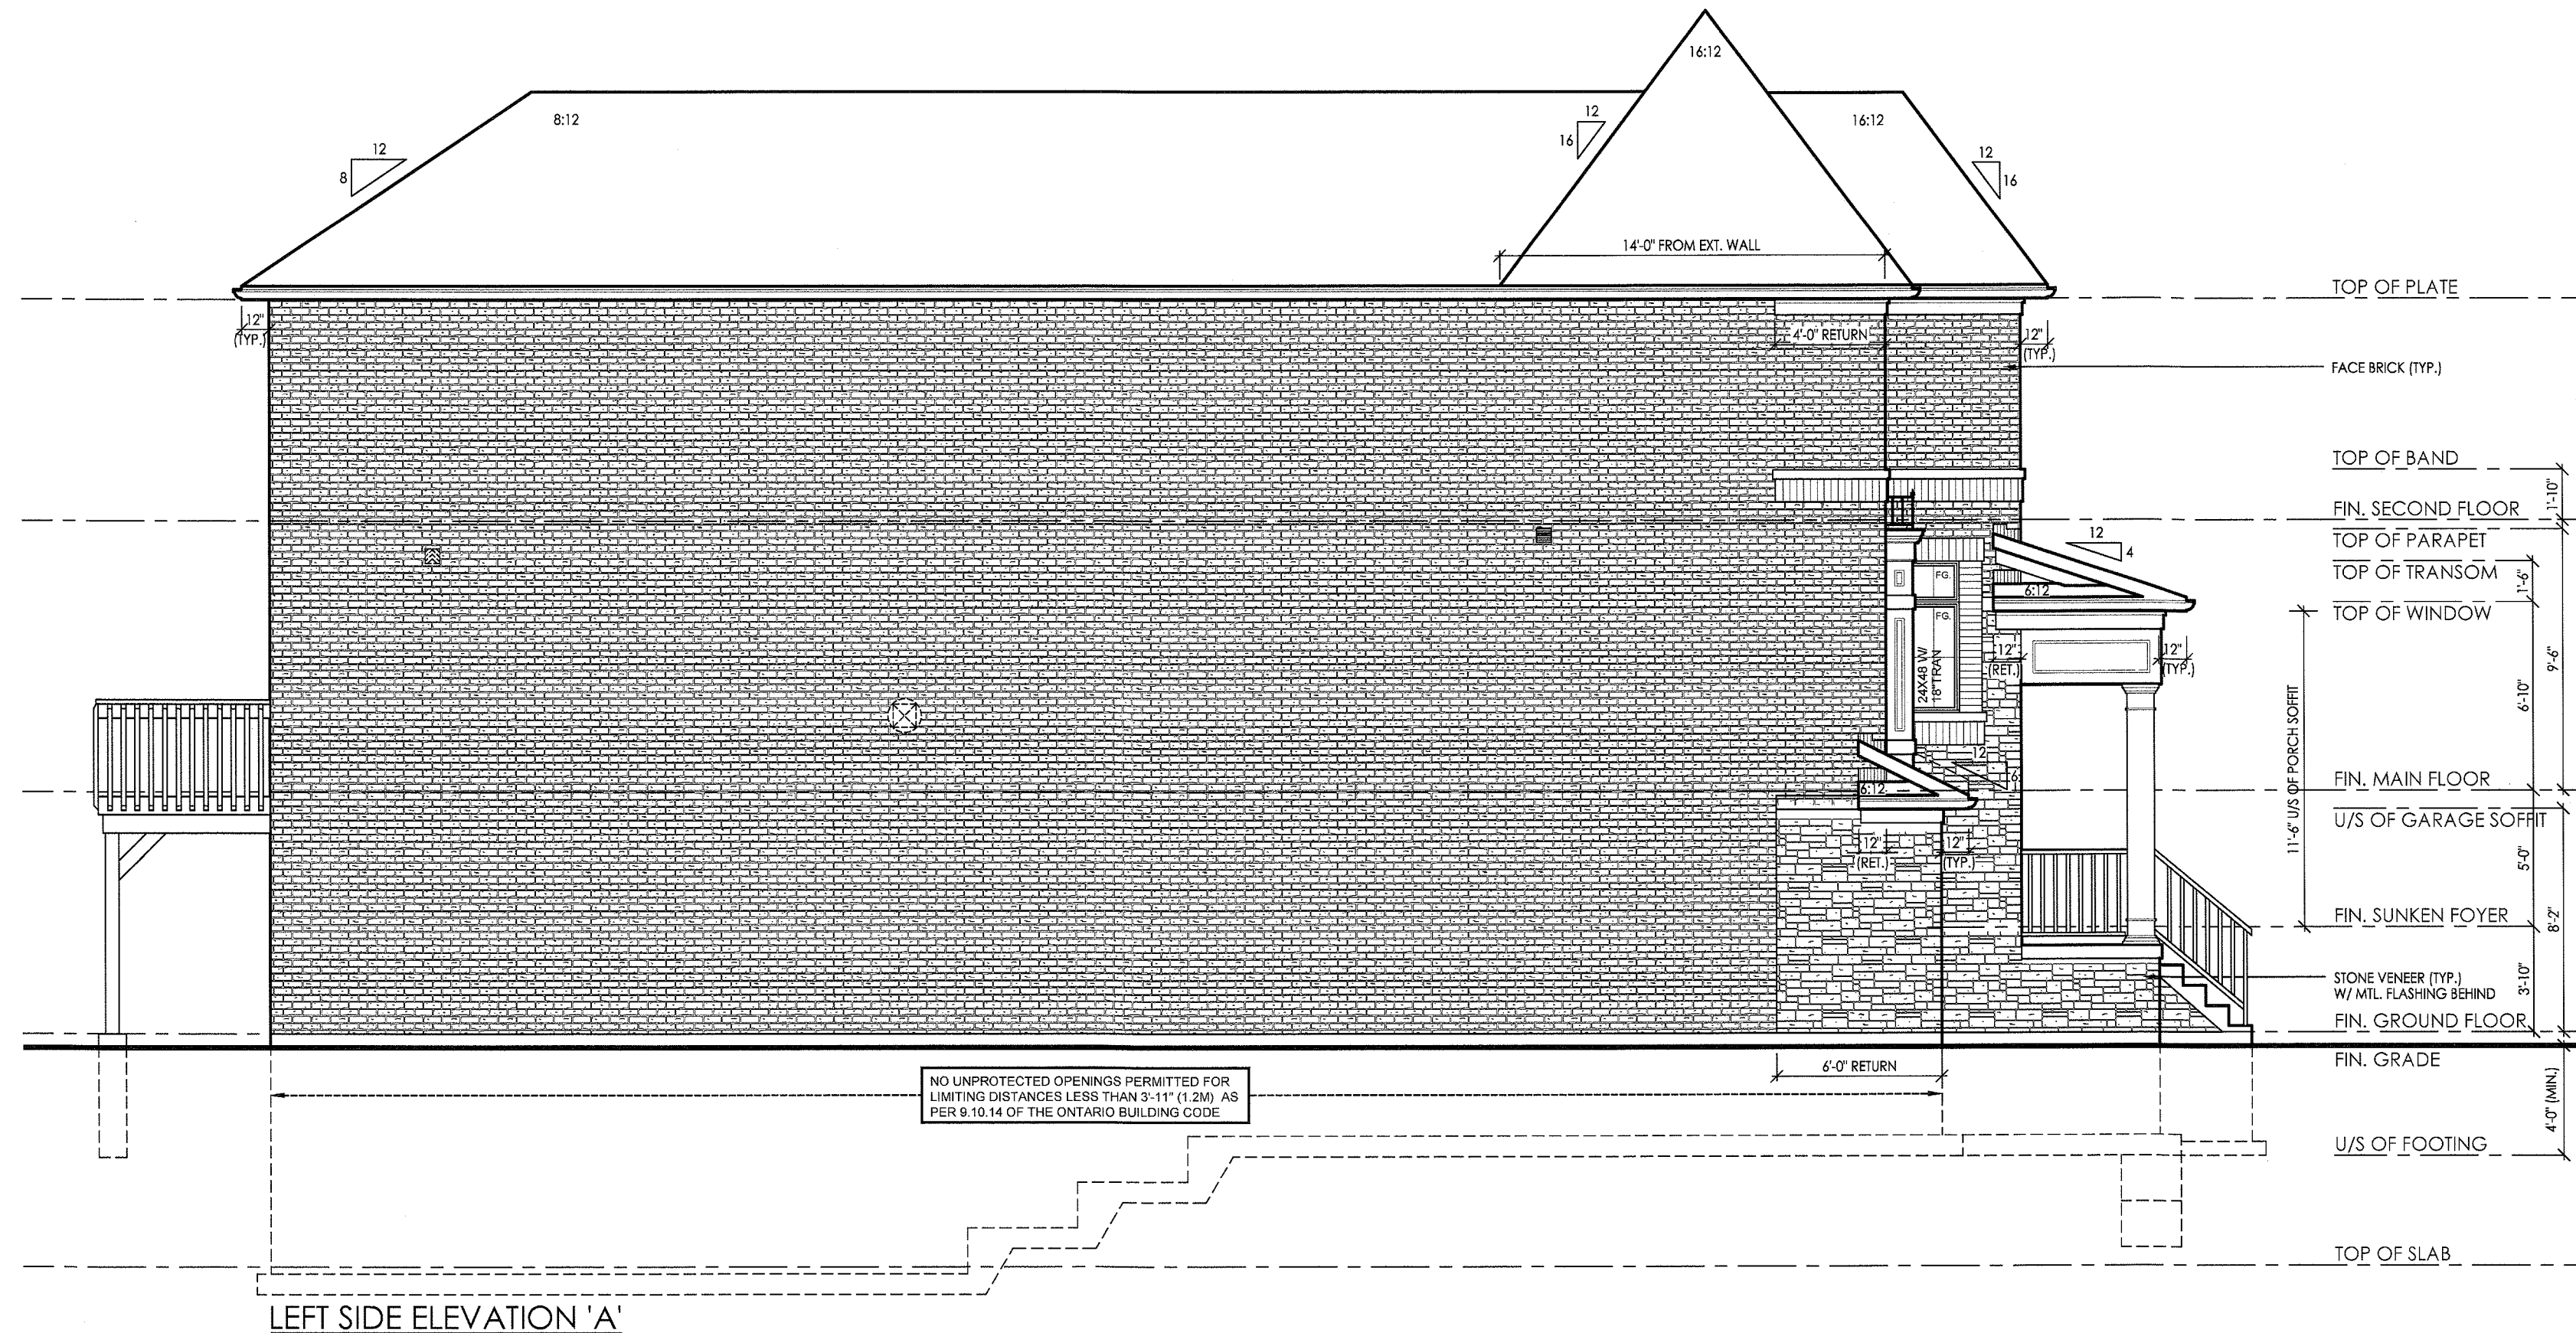 16:12
12
16
8:12
16:12
12
8
12
16
14'-0" FROM EXT. WALL
TOP OF PLATE
12"
(TYP.)
4'-0" RETURN
12"
(TYP.)
FACE BRICK (TYP.)
TOP OF BAND
1'-10"
FIN. SECOND FLOOR
12
4
TOP OF PARAPET
FG.
TOP OF TRANSOM
1'-6"
6:12
TOP OF WINDOW
FG.
24X48 W/
18"TRAN
12"
(RET.)
12"
(TYP.)
9'-6"
6'-10"
11'-6" U/S OF PORCH SOFFIT
12
6
FIN. MAIN FLOOR
6:12
U/S OF GARAGE SOFFIT
12"
(RET.)
12"
(TYP.)
5'-0"
FIN. SUNKEN FOYER
8'-2"
STONE VENEER (TYP.)
W/ MTL. FLASHING BEHIND
3'-10"
FIN. GROUND FLOOR
FIN. GRADE
6'-0" RETURN
NO UNPROTECTED OPENINGS PERMITTED FOR
LIMITING DISTANCES LESS THAN 3'-11" (1.2M) AS
PER 9.10.14 OF THE ONTARIO BUILDING CODE
4'-0" (MIN.)
U/S OF FOOTING
TOP OF SLAB
LEFT SIDE ELEVATION 'A'